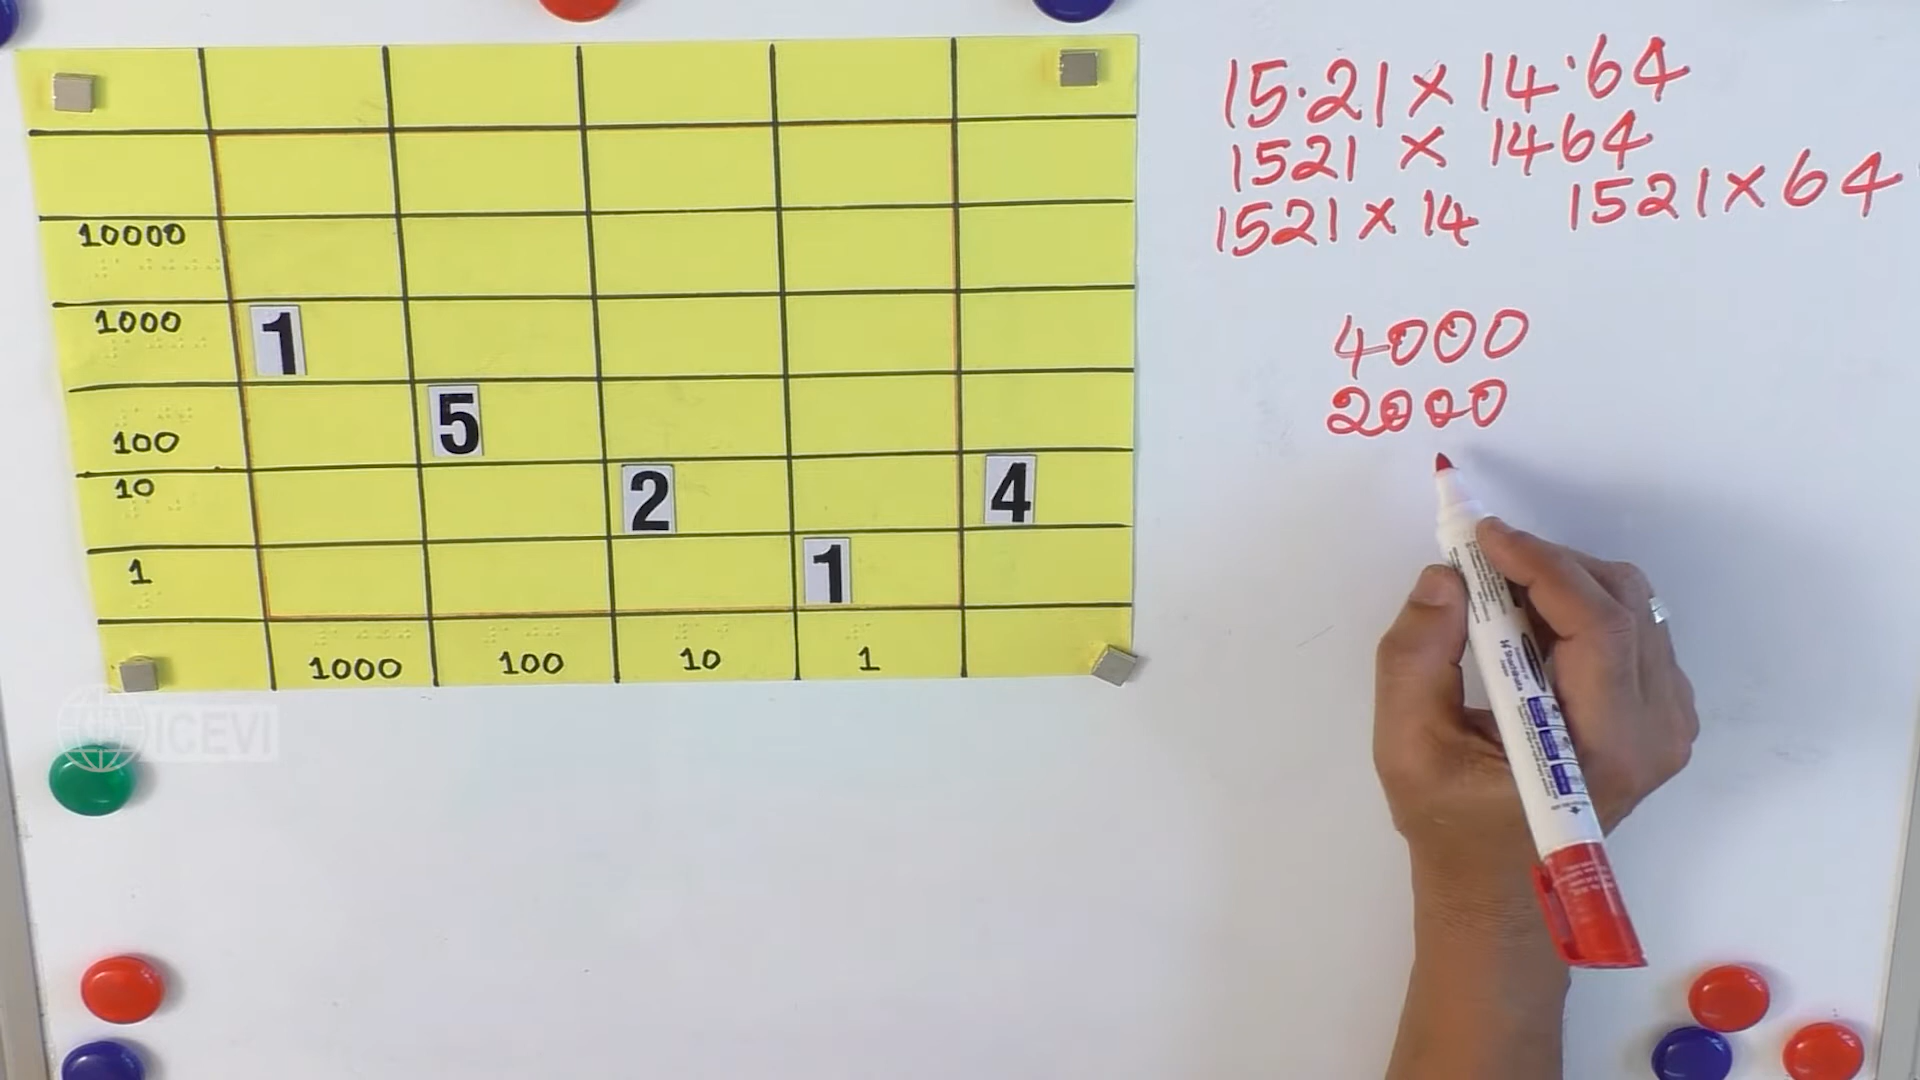 15.21 × 14.64
1521 × 1464
1521 × 14 1521 × 64
4000
2000
10000
1000 1
100 5
10 2 4
1 1
1000 100 10 1
ICEVI
Shachihata